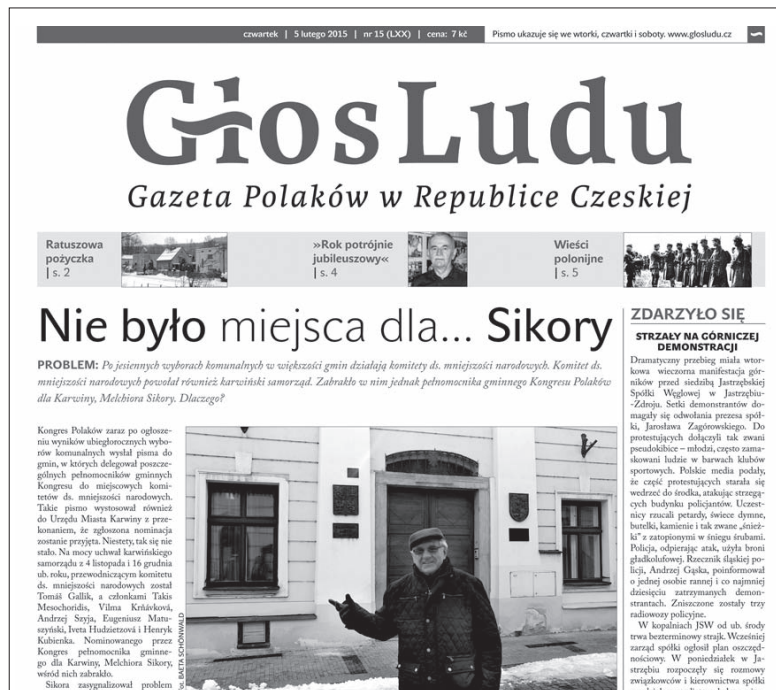 czwartek | 5 lutego 2015 | nr 15 (LXX) | cena: 7 kč
Pismo ukazuje się we wtorki, czwartki i soboty. www.glosludu.cz
Głos Ludu
Gazeta Polaków w Republice Czeskiej
Ratuszowa
pożyczka
| s. 2
»Rok potrójnie
jubileuszowy«
| s. 4
Wieści
polonijne
| s. 5
Nie było miejsca dla... Sikory
PROBLEM: Po jesiennych wyborach komunalnych w większości gmin działają komitety ds. mniejszości narodowych. Komitet ds.
mniejszości narodowych powołał również karwiński samorząd. Zabrakło w nim jednak pełnomocnika gminnego Kongresu Polaków
dla Karwiny, Melchiora Sikory. Dlaczego?
Kongres Polaków zaraz po ogłosze-
niu wyników ubiegłorocznych wybo-
rów komunalnych wysłał pisma do
gmin, w których delegował poszcze-
gólnych pełnomocników gminnych
Kongresu do miejscowych komi-
tetów ds. mniejszości narodowych.
Takie pismo wystosował również
do Urzędu Miasta Karwiny z prze-
konaniem, że zgłoszona nominacja
zostanie przyjęta. Niestety, tak się nie
stało. Na mocy uchwał karwińskiego
samorządu z 4 listopada i 16 grudnia
ub. roku, przewodniczącym komitetu
ds. mniejszości narodowych został
Tomáš Gallik, a członkami Takis
Mesochoridis, Vilma Krňávková,
Andrzej Szyja, Eugeniusz Matu-
szyński, Iveta Hudzietzová i Henryk
Kubienka. Nominowanego przez
Kongres pełnomocnika gminne-
go dla Karwiny, Melchiora Sikory,
wśród nich zabrakło.
Sikora zasygnalizował problem
Fot. BAETA SCHÖNWALD
ZDARZYŁO SIĘ
STRZAŁY NA GÓRNICZEJ
DEMONSTRACJI
Dramatyczny przebieg miała wtor-
kowa wieczorna manifestacja gór-
ników przed siedzibą Jastrzębskiej
Spółki Węglowej w Jastrzębiu-
-Zdroju. Setki demonstrantów do-
magały się odwołania prezesa spół-
ki, Jarosława Zagórowskiego. Do
protestujących dołączyli tak zwani
pseudokibice – młodzi, często zama-
skowani ludzie w barwach klubów
sportowych. Polskie media podały,
że część protestujących starała się
wedrzeć do środka, atakując strzegą-
cych budynku policjantów. Uczest-
nicy rzucali petardy, świece dymne,
butelki, kamienie i tak zwane „śnież-
ki” z zatopionymi w śniegu śrubami.
Policja, odpierając atak, użyła broni
gładkolufowej. Rzecznik śląskiej po-
licji, Andrzej Gąska, poinformował
o jednej osobie rannej i co najmniej
dziesięciu zatrzymanych demon-
strantach. Zniszczone zostały trzy
radiowozy policyjne.
W kopalniach JSW od ub. środy
trwa bezterminowy strajk. Wcześniej
zarząd spółki ogłosił plan oszczęd-
nościowy. W poniedziałek w Ja-
strzębiu rozpoczęły się rozmowy
związkowców i kierownictwa spółki